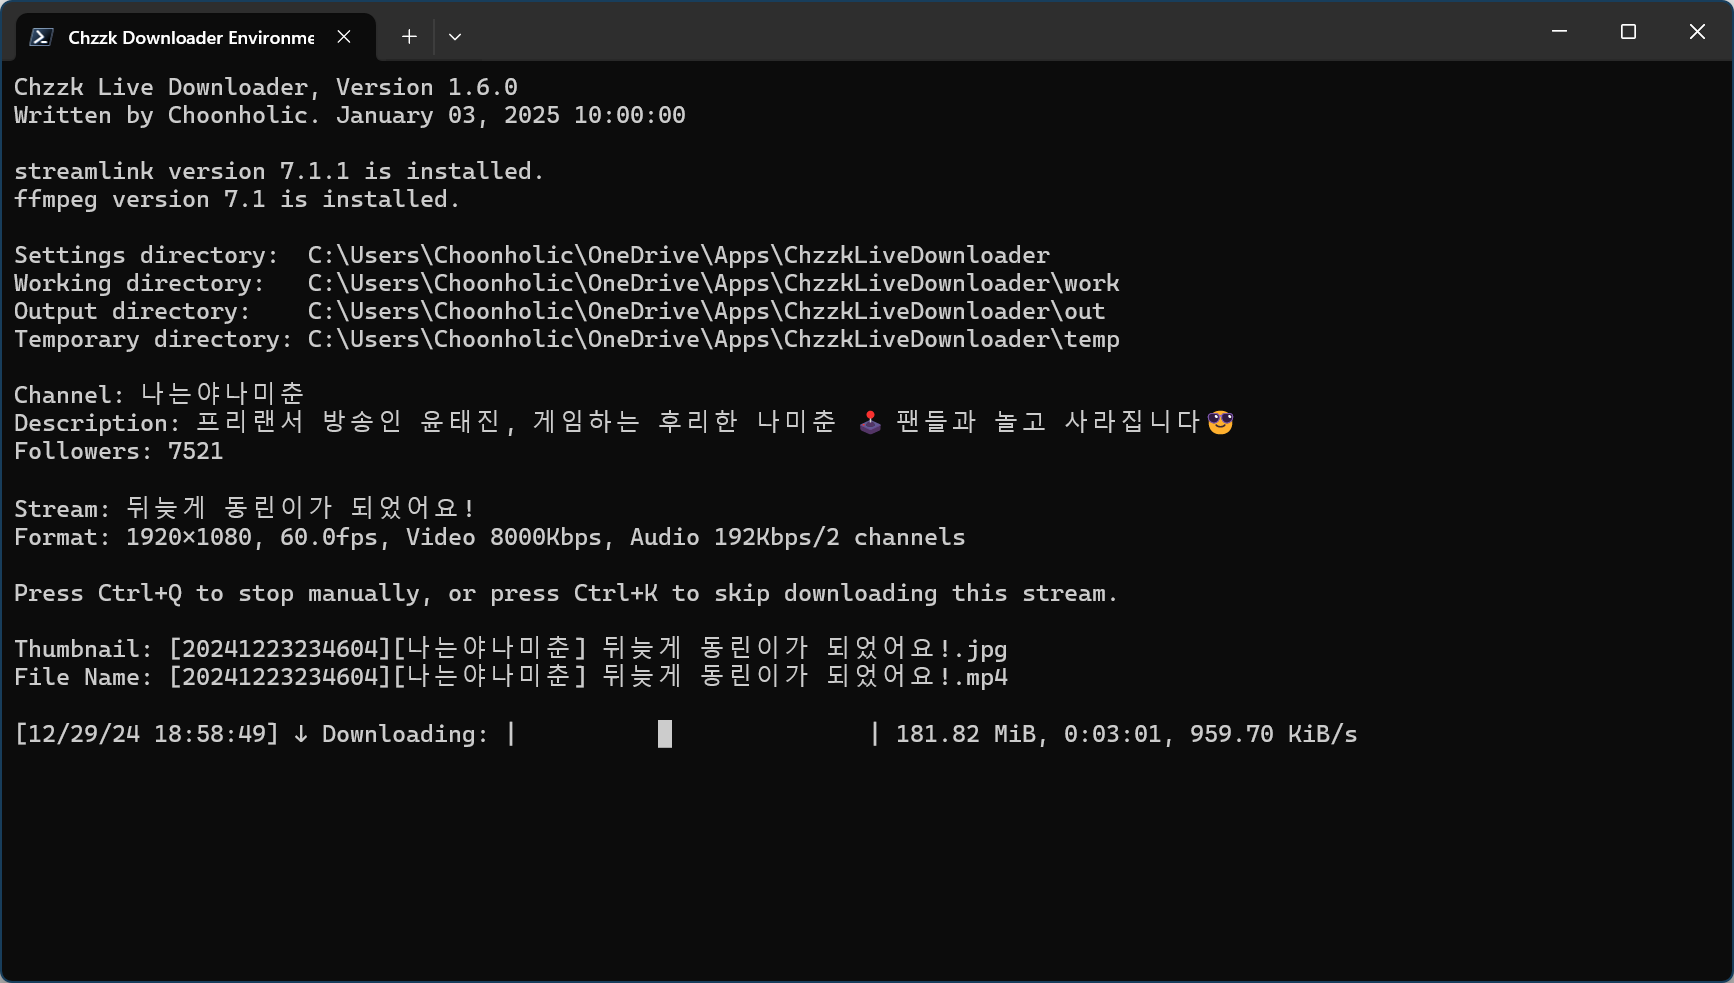 Chzzk Downloader Environme
Chzzk Live Downloader, Version 1.6.0
Written by Choonholic. January 03, 2025 10:00:00
streamlink version 7.1.1 is installed.
ffmpeg version 7.1 is installed.
Settings directory:  C:\Users\Choonholic\OneDrive\Apps\ChzzkLiveDownloader
Working directory:   C:\Users\Choonholic\OneDrive\Apps\ChzzkLiveDownloader\work
Output directory:    C:\Users\Choonholic\OneDrive\Apps\ChzzkLiveDownloader\out
Temporary directory: C:\Users\Choonholic\OneDrive\Apps\ChzzkLiveDownloader\temp
Channel: 나는야나미춘
Description: 프리랜서 방송인 윤태진, 게임하는 후리한 나미춘 🕹️ 팬들과 놀고 사라집니다😎
Followers: 7521
Stream: 뒤늦게 동린이가 되었어요!
Format: 1920×1080, 60.0fps, Video 8000Kbps, Audio 192Kbps/2 channels
Press Ctrl+Q to stop manually, or press Ctrl+K to skip downloading this stream.
Thumbnail: [20241223234604][나는야나미춘] 뒤늦게 동린이가 되었어요!.jpg
File Name: [20241223234604][나는야나미춘] 뒤늦게 동린이가 되었어요!.mp4
[12/29/24 18:58:49] ↓ Downloading: |          █              | 181.82 MiB, 0:03:01, 959.70 KiB/s